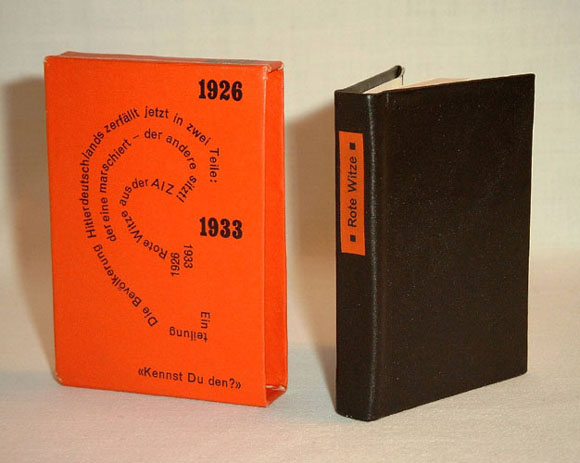 1926
1933
Ein
teilung
Die Bevölkerung Hitlerdeutschlands zerfällt jetzt in zwei Teile:
der eine marschiert – der andere sitzt!
Rote Witze aus der AIZ
1926
1933
«Kennst Du den?»
Rote Witze